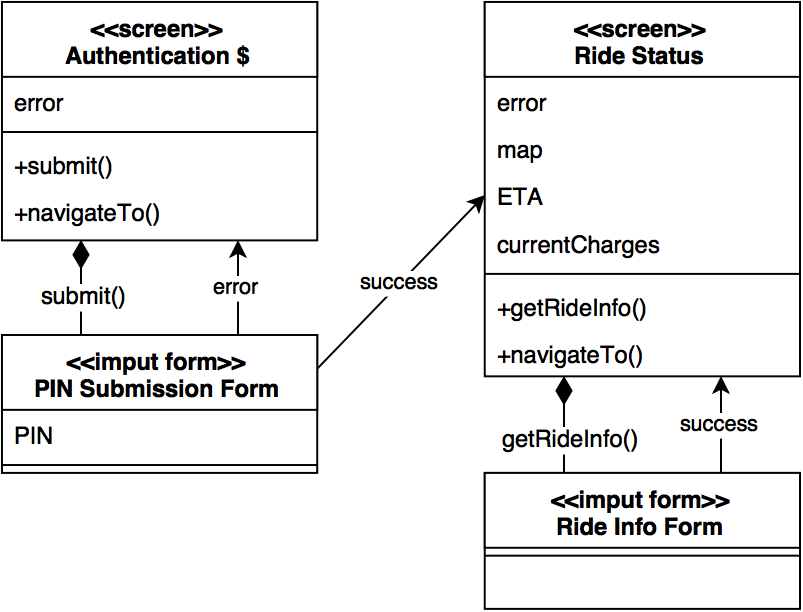 <<screen>>
Authentication $
error
+submit()
+navigateTo()
submit()
error
<<imput form>>
PIN Submission Form
PIN
success
<<screen>>
Ride Status
error
map
ETA
currentCharges
+getRideInfo()
+navigateTo()
getRideInfo()
success
<<imput form>>
Ride Info Form